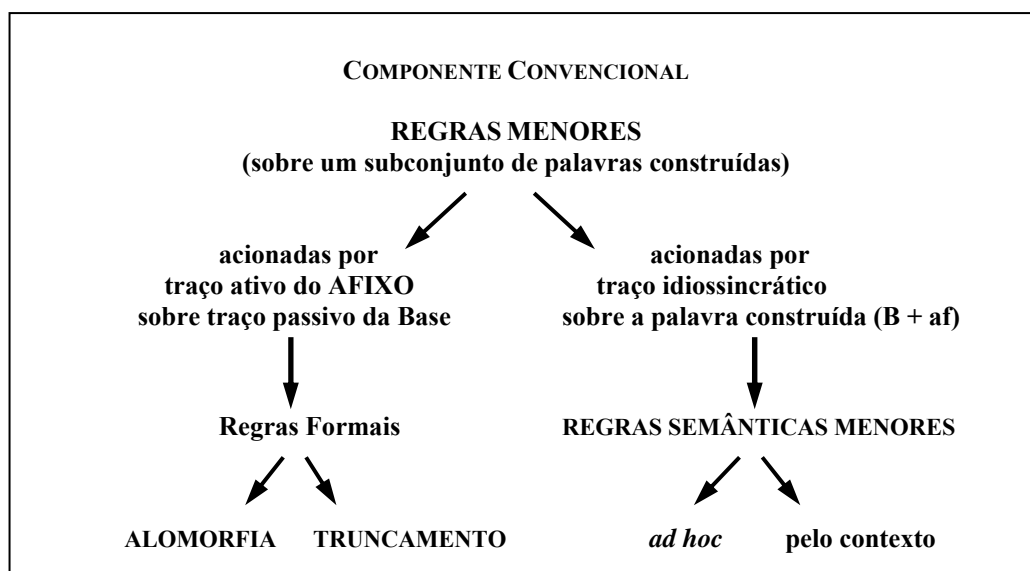 COMPONENTE CONVENCIONAL
REGRAS MENORES
(sobre um subconjunto de palavras construídas)
acionadas por
traço ativo do AFIXO
sobre traço passivo da Base
acionadas por
traço idiossincrático
sobre a palavra construída (B + af)
Regras Formais
REGRAS SEMÂNTICAS MENORES
ALOMORFIA
TRUNCAMENTO
ad hoc
pelo contexto